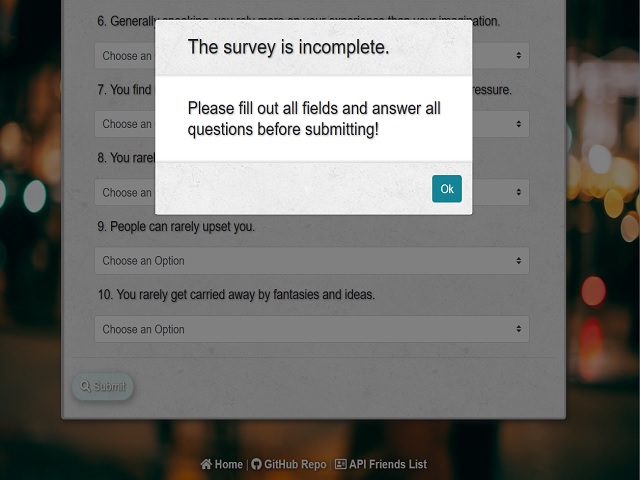 6. Generally speaking, you rely more on your experience than your imagination.
The survey is incomplete.
Choose an
7. You find
ressure.
Please fill out all fields and answer all
questions before submitting!
Choose an
8. You rarel
Choose an
Ok
9. People can rarely upset you.
Choose an Option
10. You rarely get carried away by fantasies and ideas.
Choose an Option
Submit
Home | GitHub Repo | API Friends List